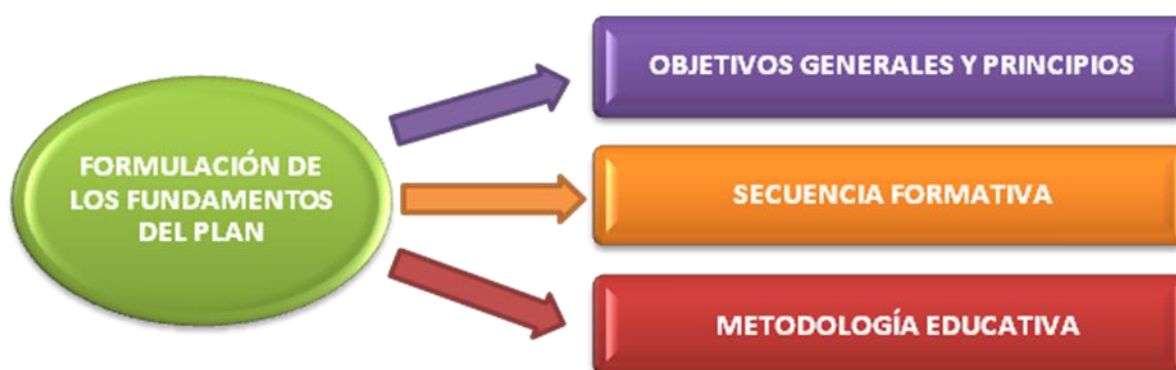 FORMULACIÓN DE
LOS FUNDAMENTOS
DEL PLAN
OBJETIVOS GENERALES Y PRINCIPIOS
SECUENCIA FORMATIVA
METODOLOGÍA EDUCATIVA